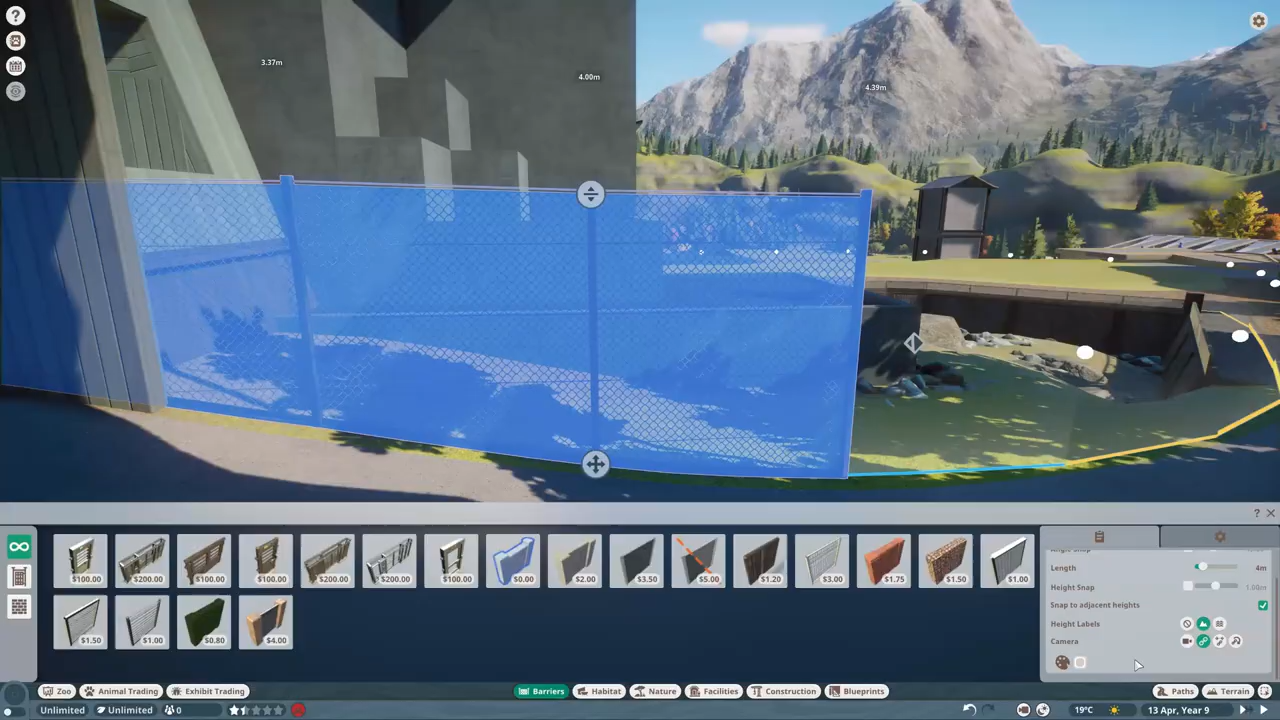 ?
3.37m
4.00m
4.39m
? ×
$100.00 $200.00 $100.00 $100.00 $200.00 $200.00 $100.00 $0.00 $2.00 $3.50 $5.00 $1.20 $3.00 $1.75 $1.50 $1.00
$1.50 $1.00 $0.80 $4.00
Angle Snap
Length 4m
Height Snap 1.00m
Snap to adjacent heights
Height Labels
Camera
Zoo Animal Trading Exhibit Trading Barriers Habitat Nature Facilities Construction Blueprints Paths Terrain
Unlimited Unlimited 0 19°C 13 Apr, Year 9